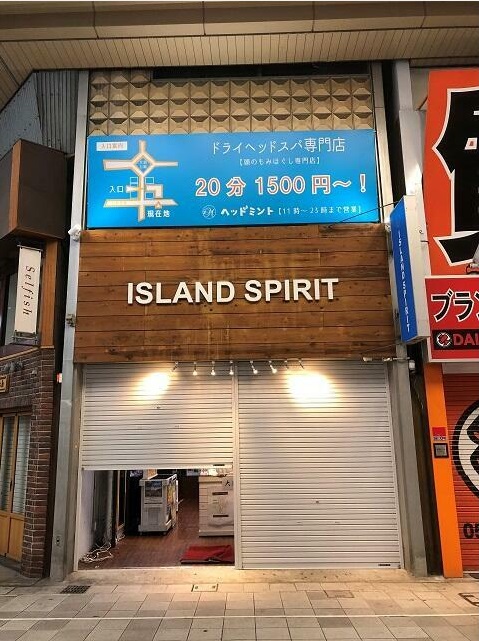 入口案内
ドライヘッドスパ専門店
【頭のもみほぐし専門店】
入口
20分 1500円～!
現在地
ヘッドミント【11時～23時まで営業】
ISLAND SPIRIT
ISLAND SPIRIT
Selfish
ブラン
DAI
05